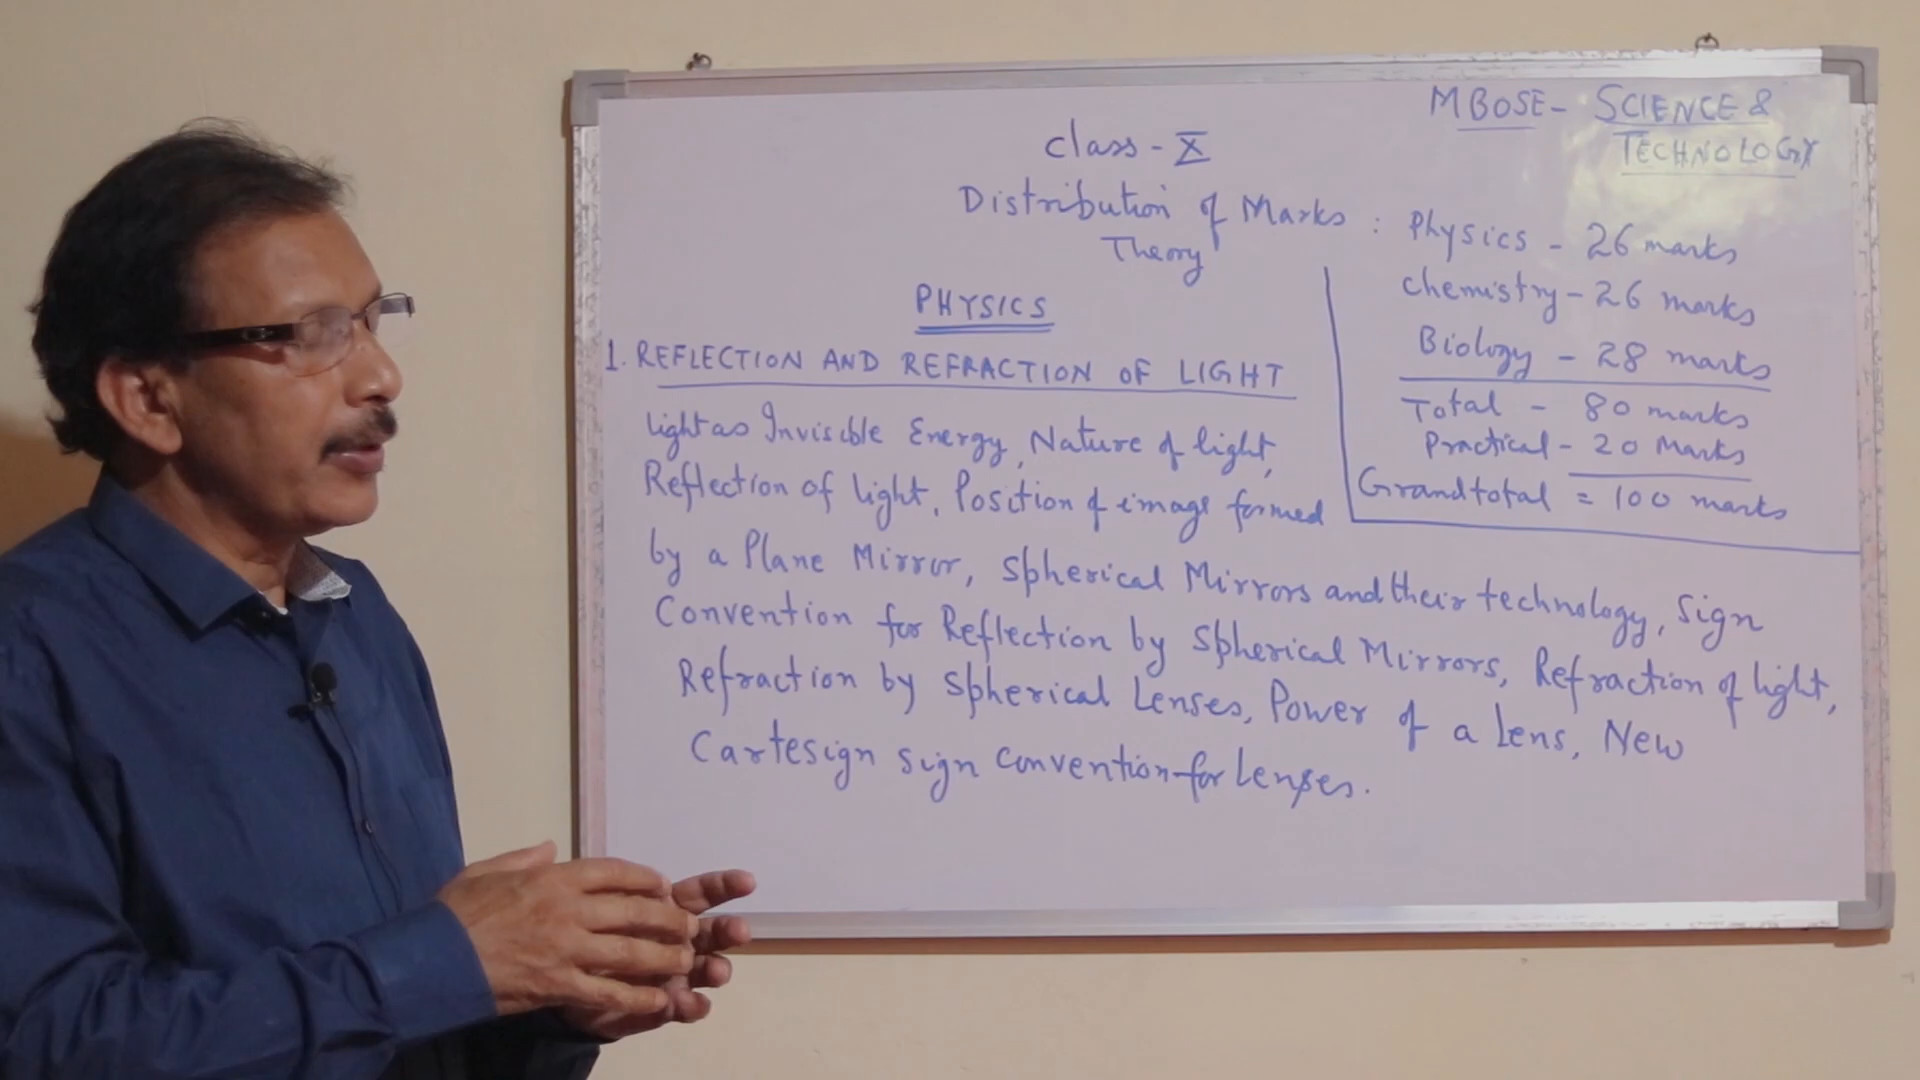 MBOSE - SCIENCE &
TECHNOLOGY
Class - X
Distribution of Marks : Physics - 26 marks
Theory
Chemistry - 26 marks
Biology - 28 marks
Total - 80 marks
Practical - 20 Marks
Grandtotal = 100 marks
PHYSICS
1. REFLECTION AND REFRACTION OF LIGHT
Light as Invisible Energy, Nature of light,
Reflection of light, Position of image formed
by a Plane Mirror, Spherical Mirrors and their technology, Sign
Convention for Reflection by Spherical Mirrors, Refraction of light,
Refraction by Spherical Lenses, Power of a Lens, New
Cartesign sign convention for Lenses.